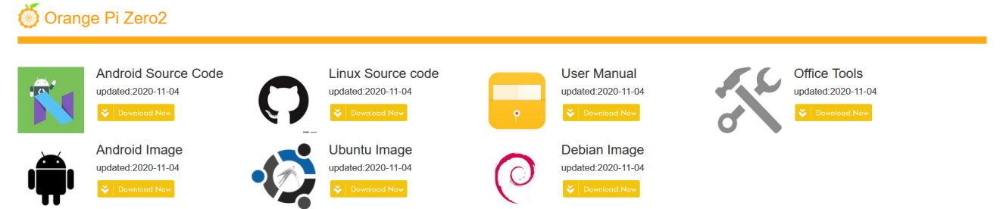 Orange Pi Zero2
Android Source Code
updated:2020-11-04
Download Now
Linux Source code
updated:2020-11-04
Download Now
User Manual
updated:2020-11-04
Download Now
Office Tools
updated:2020-11-04
Download Now
Android Image
updated:2020-11-04
Download Now
Ubuntu Image
updated:2020-11-04
Download Now
Debian Image
updated:2020-11-04
Download Now